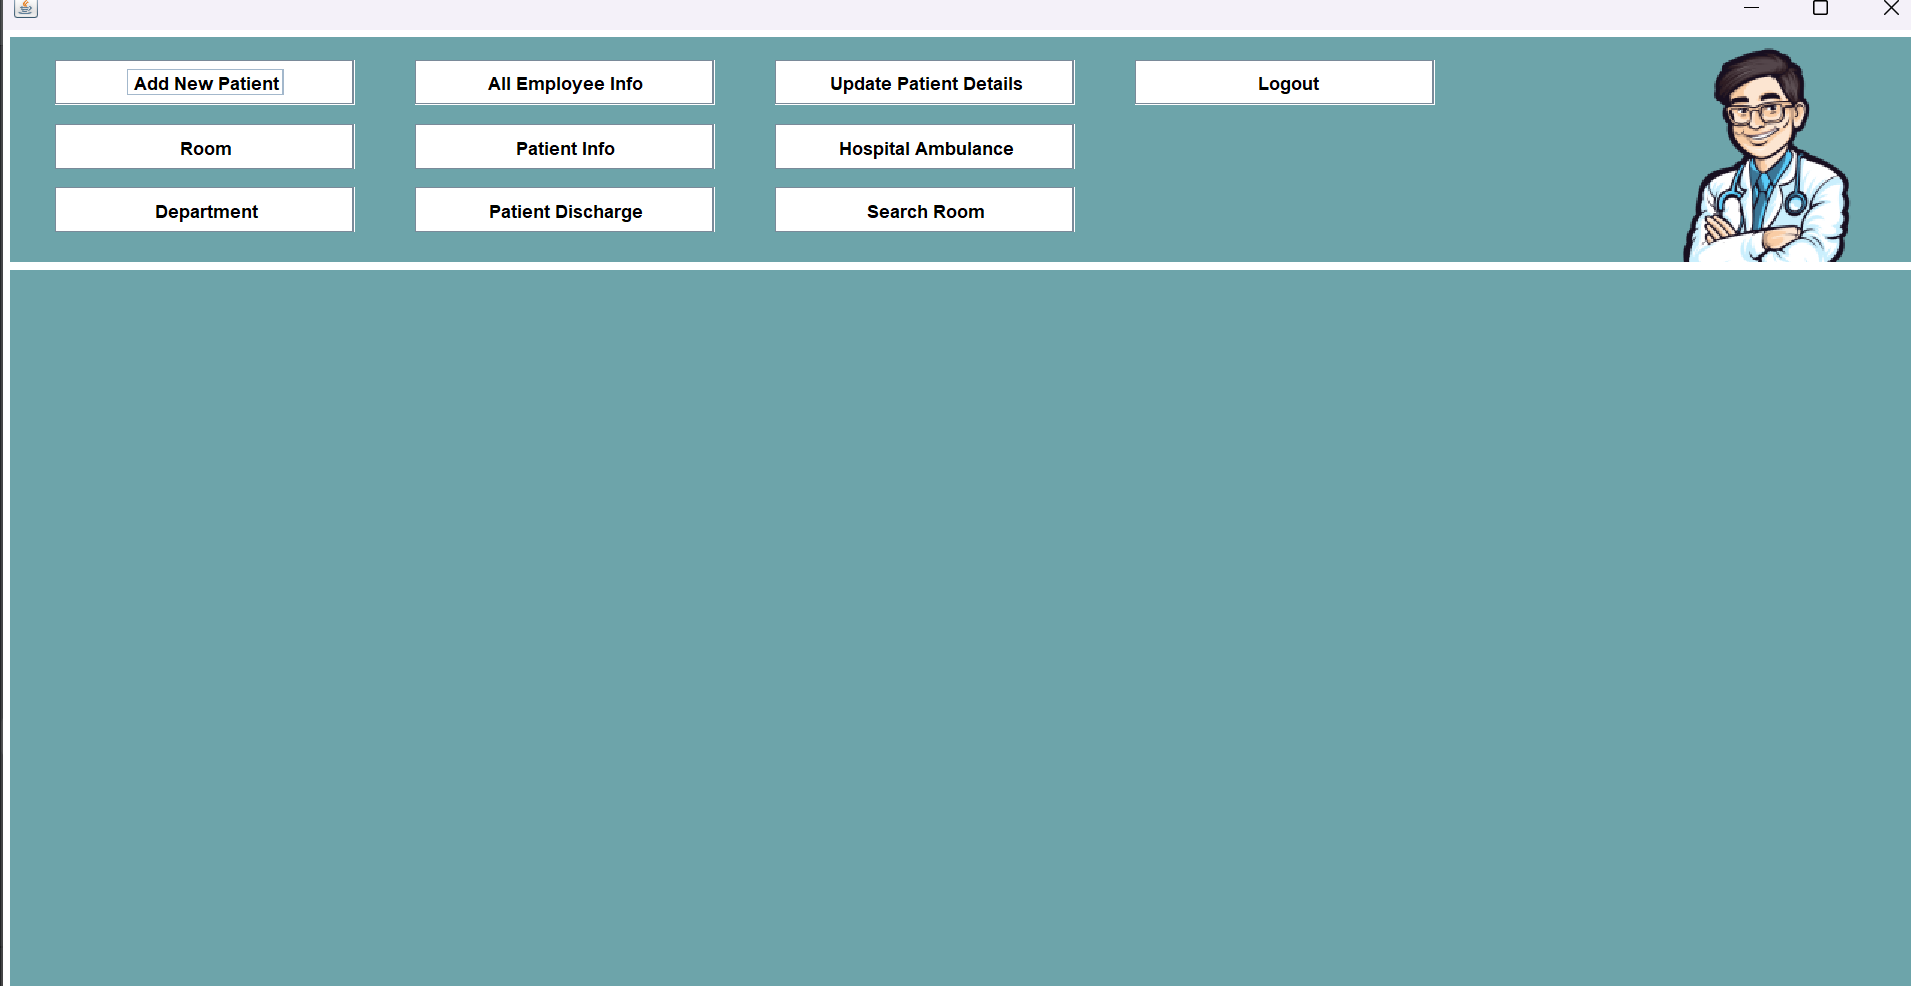 Add New Patient
All Employee Info
Update Patient Details
Logout
Room
Patient Info
Hospital Ambulance
Department
Patient Discharge
Search Room